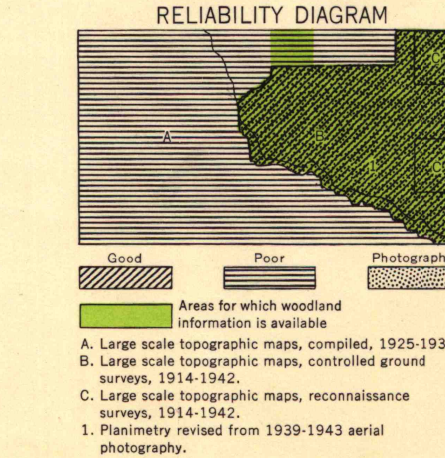 RELIABILITY DIAGRAM
A
B
C
1
Good
Poor
Photograph
Areas for which woodland
information is available
A. Large scale topographic maps, compiled, 1925-193
B. Large scale topographic maps, controlled ground
surveys, 1914-1942.
C. Large scale topographic maps, reconnaissance
surveys, 1914-1942.
1. Planimetry revised from 1939-1943 aerial
photography.